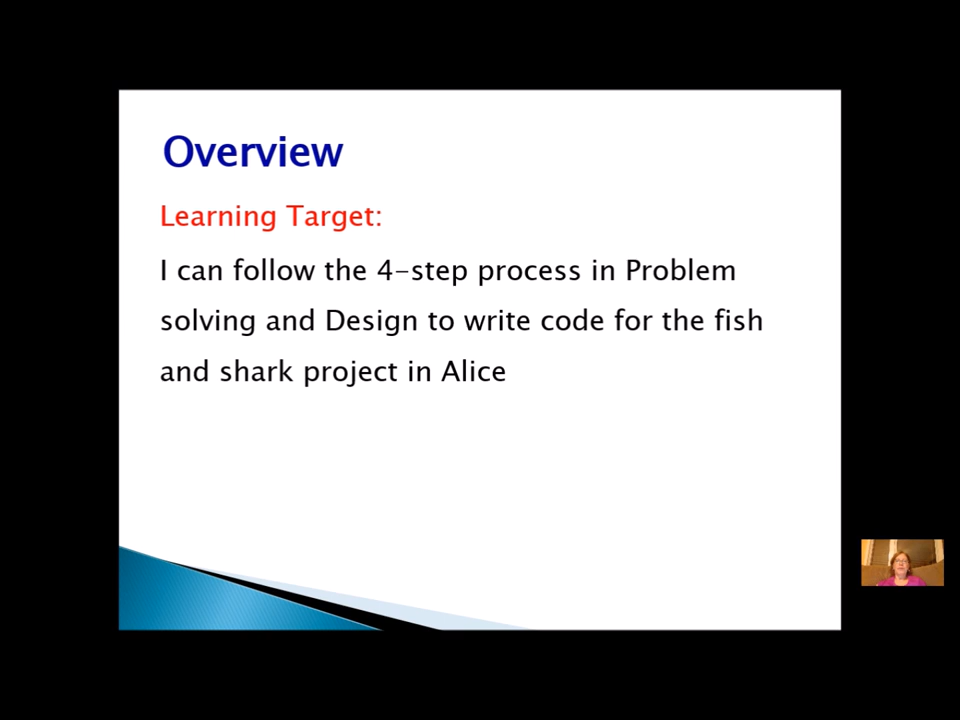 Overview
Learning Target:
I can follow the 4-step process in Problem
solving and Design to write code for the fish
and shark project in Alice